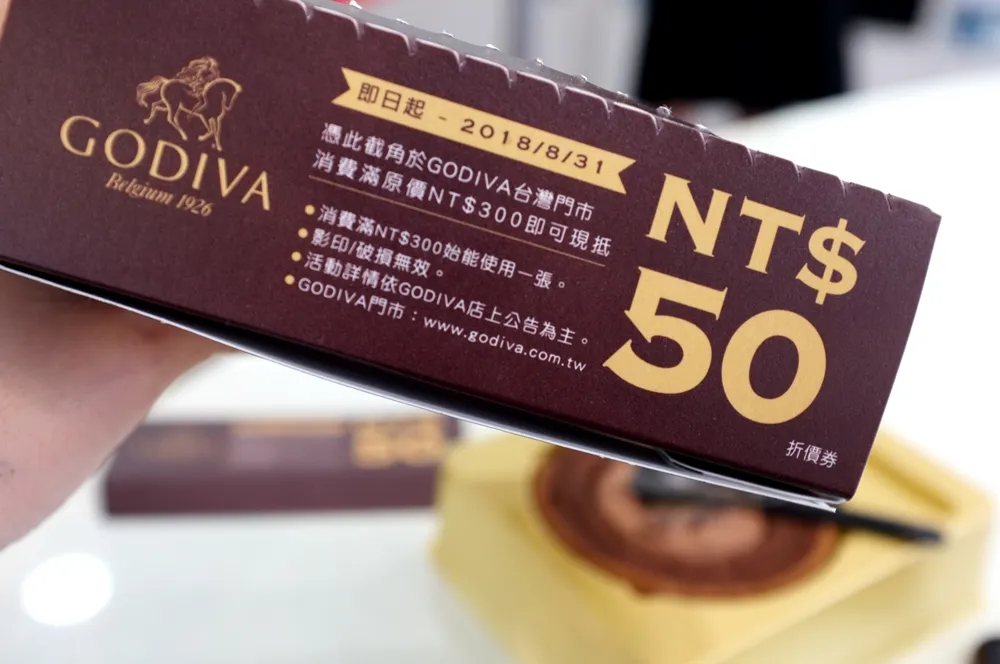 GODIVA
Belgium 1926
即日起 - 2018/8/31
憑此截角於GODIVA台灣門市
消費滿原價NT$300即可現抵
•消費滿NT$300始能使用一張。
•影印/破損無效。
•活動詳情依GODIVA店上公告為主。
•GODIVA門市：www.godiva.com.tw
NT$
50
折價券